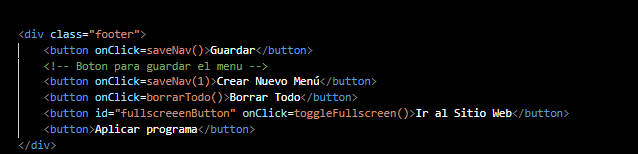 <div class="footer">
<button onClick=saveNav()>Guardar</button>
<!-- Boton para guardar el menu -->
<button onClick=saveNav(1)>Crear Nuevo Menú</button>
<button onClick=borrarTodo()>Borrar Todo</button>
<button id="fullscreeenButton" onClick=toggleFullscreen()>Ir al Sitio Web</button>
<button>Aplicar programa</button>
</div>